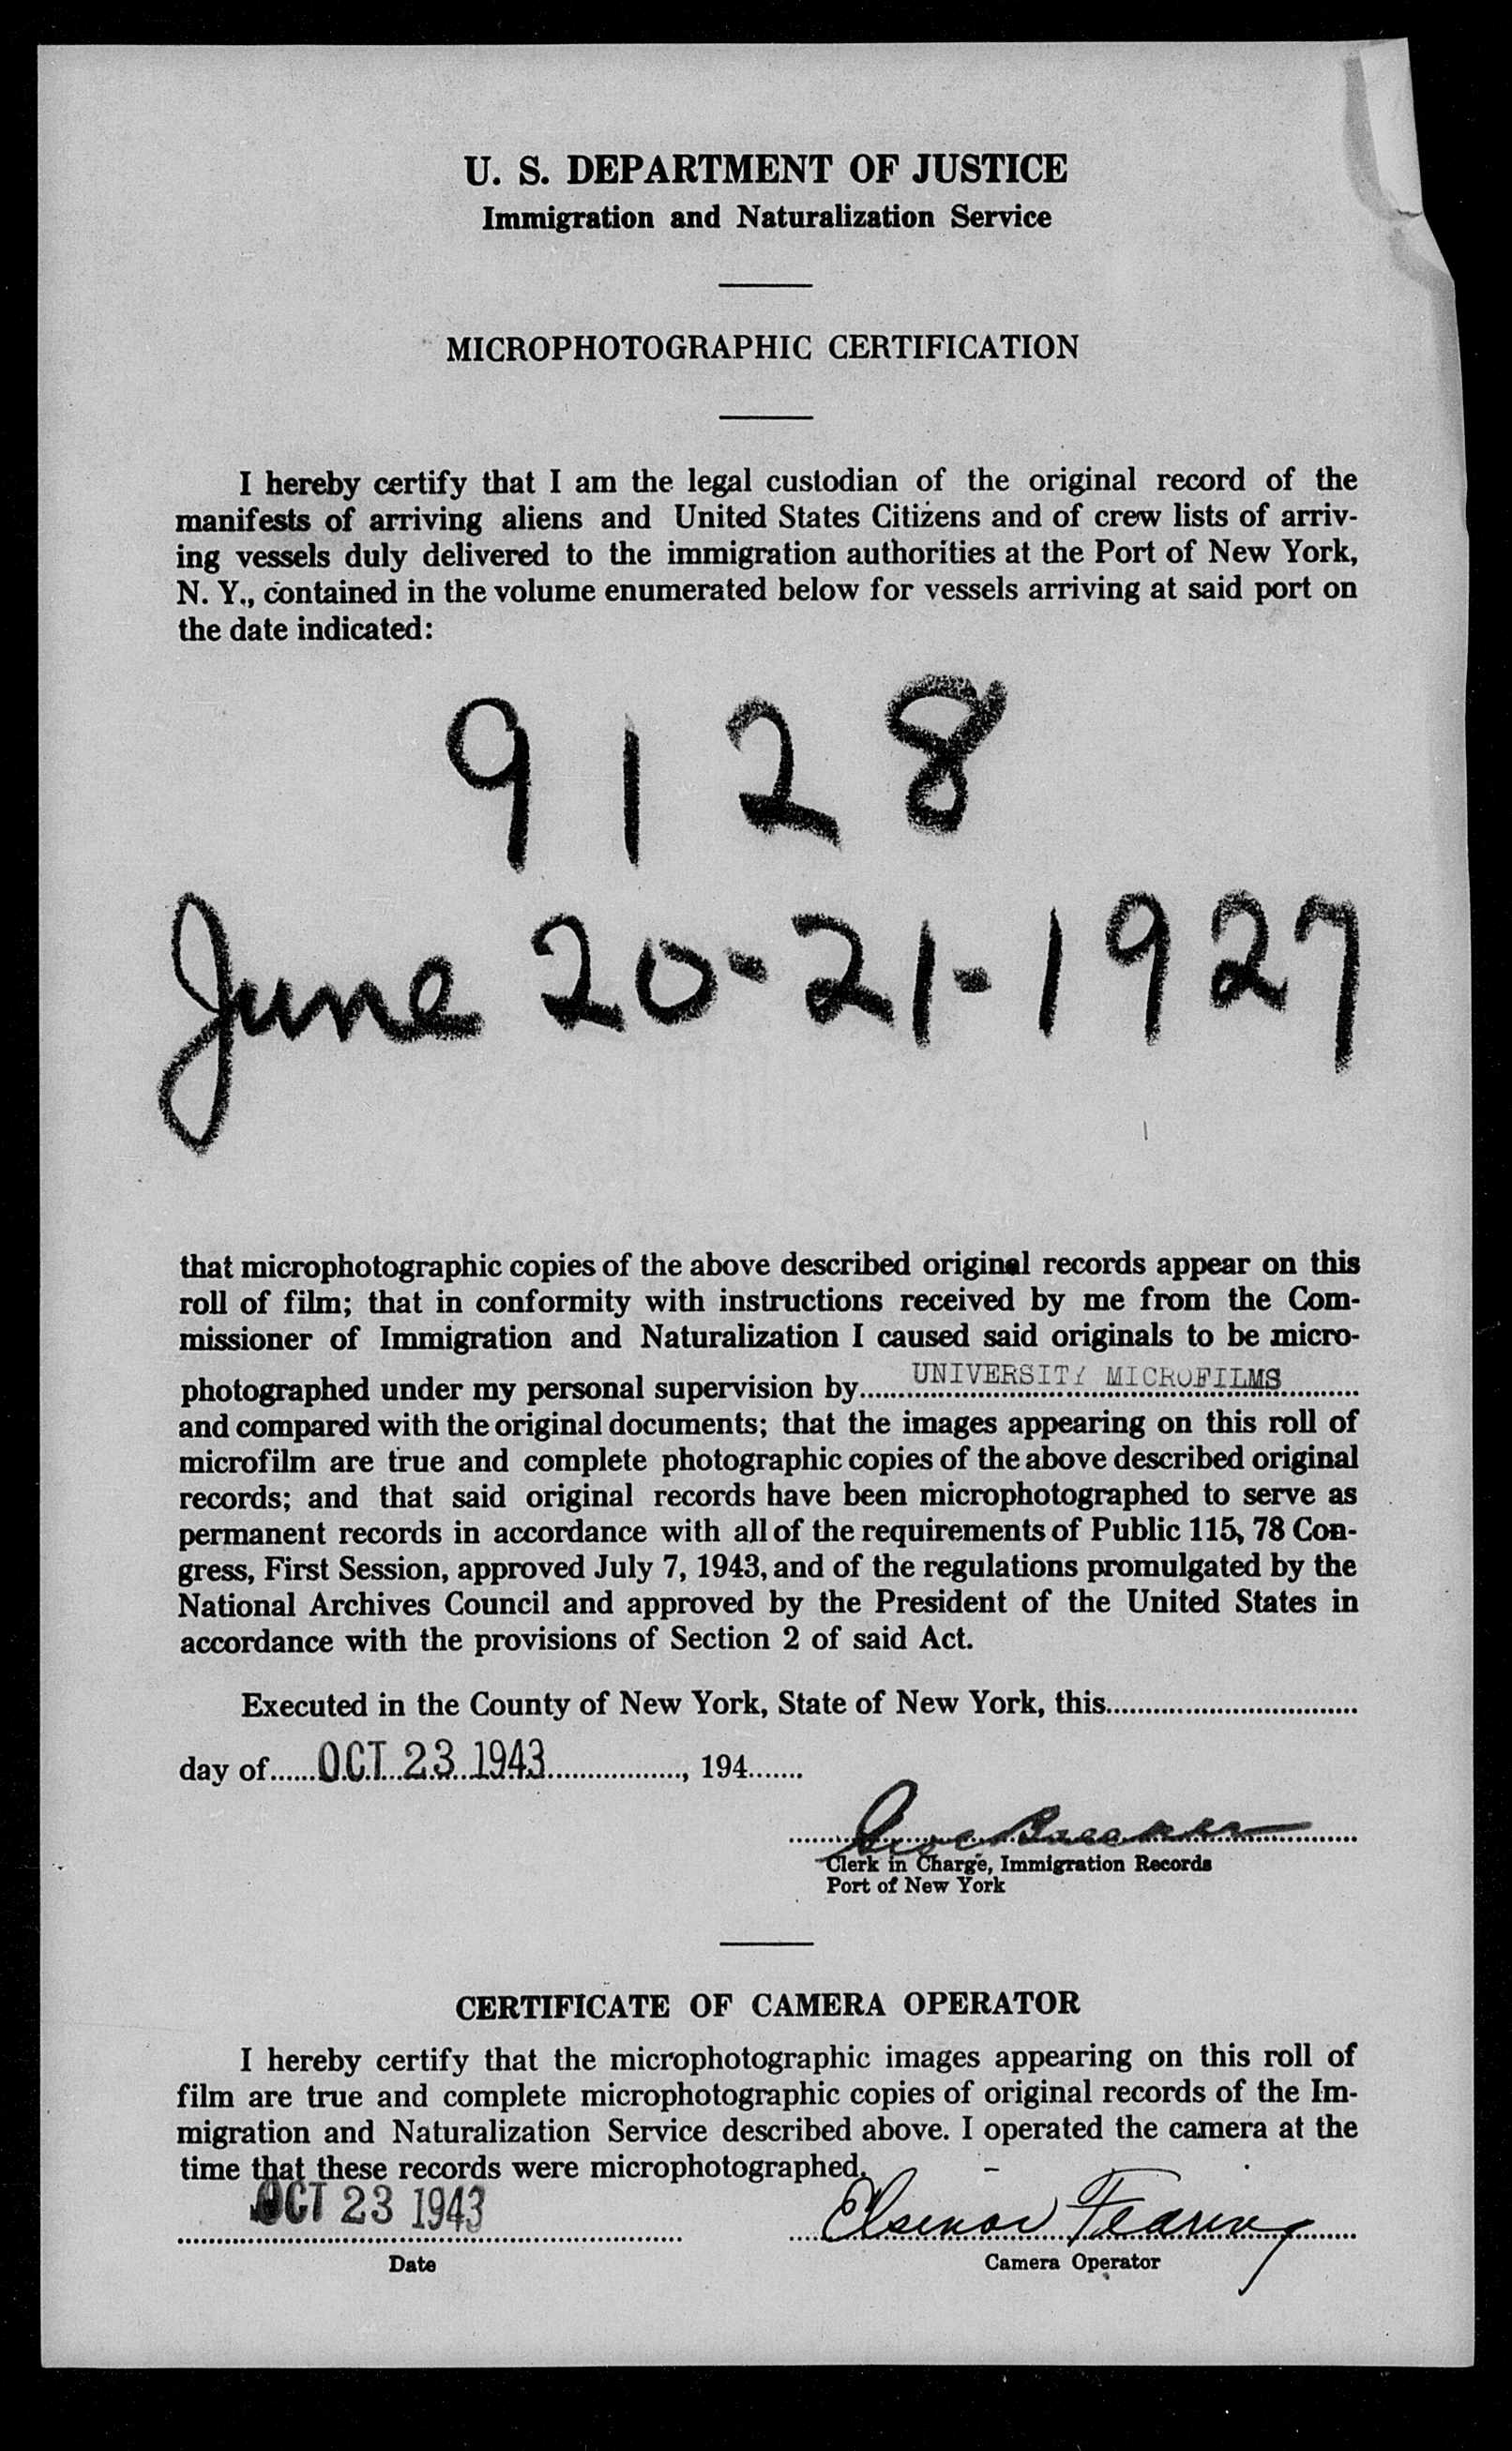 U. S. DEPARTMENT OF JUSTICE
Immigration and Naturalization Service
MICROPHOTOGRAPHIC CERTIFICATION
I hereby certify that I am the legal custodian of the original record of the
manifests of arriving aliens and United States Citizens and of crew lists of arriv-
ing vessels duly delivered to the immigration authorities at the Port of New York,
N. Y., contained in the volume enumerated below for vessels arriving at said port on
the date indicated:
9128
June 20-21-1927
that microphotographic copies of the above described original records appear on this
roll of film; that in conformity with instructions received by me from the Com-
missioner of Immigration and Naturalization I caused said originals to be micro-
photographed under my personal supervision by UNIVERSITY MICROFILMS
and compared with the original documents; that the images appearing on this roll of
microfilm are true and complete photographic copies of the above described original
records; and that said original records have been microphotographed to serve as
permanent records in accordance with all of the requirements of Public 115, 78 Con-
gress, First Session, approved July 7, 1943, and of the regulations promulgated by the
National Archives Council and approved by the President of the United States in
accordance with the provisions of Section 2 of said Act.
Executed in the County of New York, State of New York, this
day of OCT 23 1943, 194
Clerk in Charge, Immigration Records
Port of New York
CERTIFICATE OF CAMERA OPERATOR
I hereby certify that the microphotographic images appearing on this roll of
film are true and complete microphotographic copies of original records of the Im-
migration and Naturalization Service described above. I operated the camera at the
time that these records were microphotographed.
OCT 23 1943 Fearing
Date Camera Operator